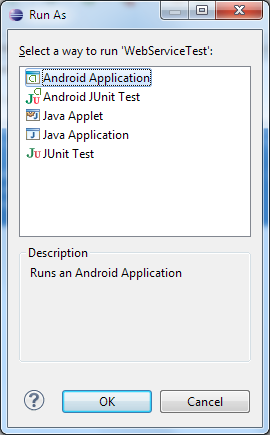 Run As
Select a way to run 'WebServiceTest':
Android Application
Android JUnit Test
Java Applet
Java Application
JUnit Test
Description
Runs an Android Application
OK
Cancel